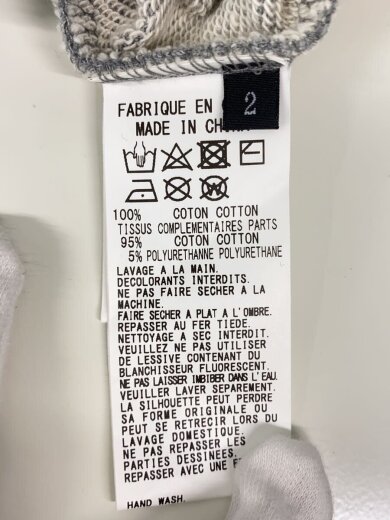 2
FABRIQUE EN
MADE IN
100% COTON COTTON
TISSUS COMPLEMENTAIRES PARTS
95% COTON COTTON
5% POLYURETHANNE POLYURETHANE
LAVAGE A LA MAIN.
DECOLORANTS INTERDITS.
NE PAS FAIRE SECHER A LA
MACHINE.
FAIRE SECHER A PLAT A L'OMBRE.
REPASSER AU FER TIEDE.
NETTOYAGE A SEC INTERDIT.
VEUILLEZ NE PAS UTILISER
DE LESSIVE CONTENANT DU
BLANCHISSEUR FLUORESCENT.
NE PAS LAISSER IMBIBER DANS L'EAU.
VEUILLER LAVER SEPAREMENT.
LA SILHOUETTE PEUT PERDRE
SA FORME ORIGINALE OU
PEUT SE RETRECIR LORS DU
LAVAGE DOMESTIQUE.
NE PAS REPASSER LES
PARTIES DESSINEES.
REPASSER AVEC UNE
HAND WASH.